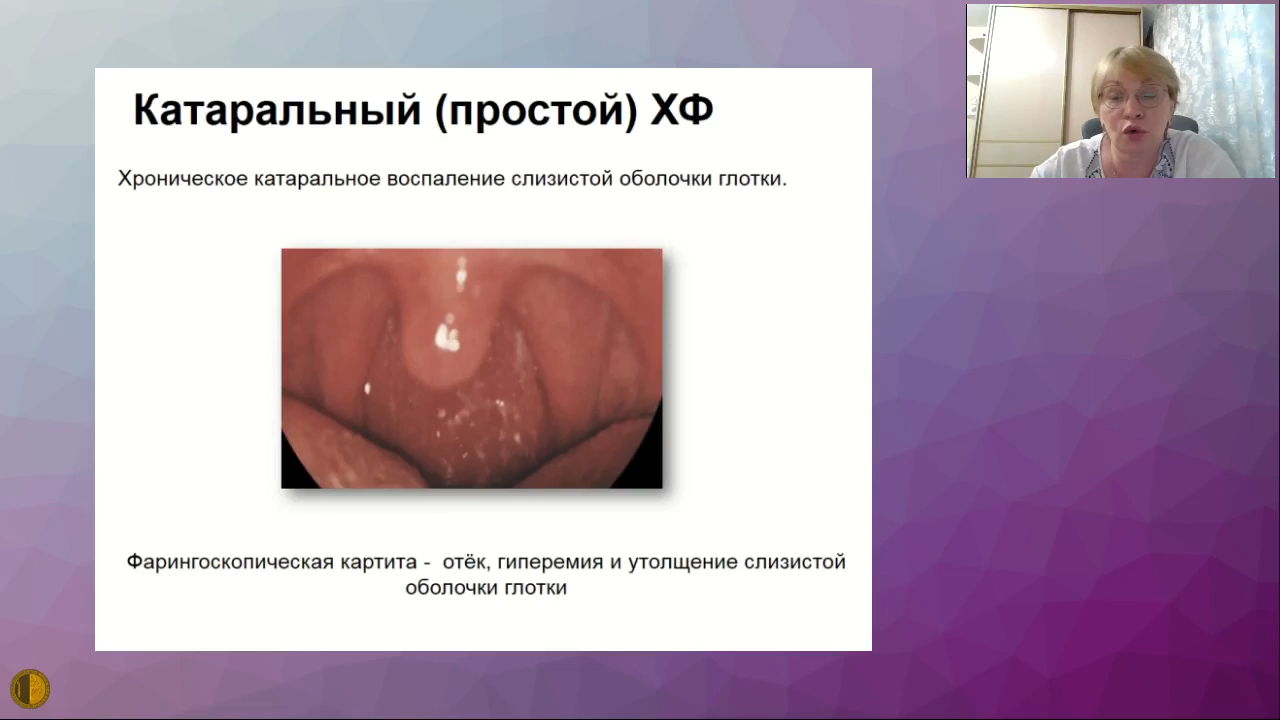 Катаральный (простой) ХФ
Хроническое катаральное воспаление слизистой оболочки глотки.
Фарингоскопическая картита - отёк, гиперемия и утолщение слизистой
оболочки глотки